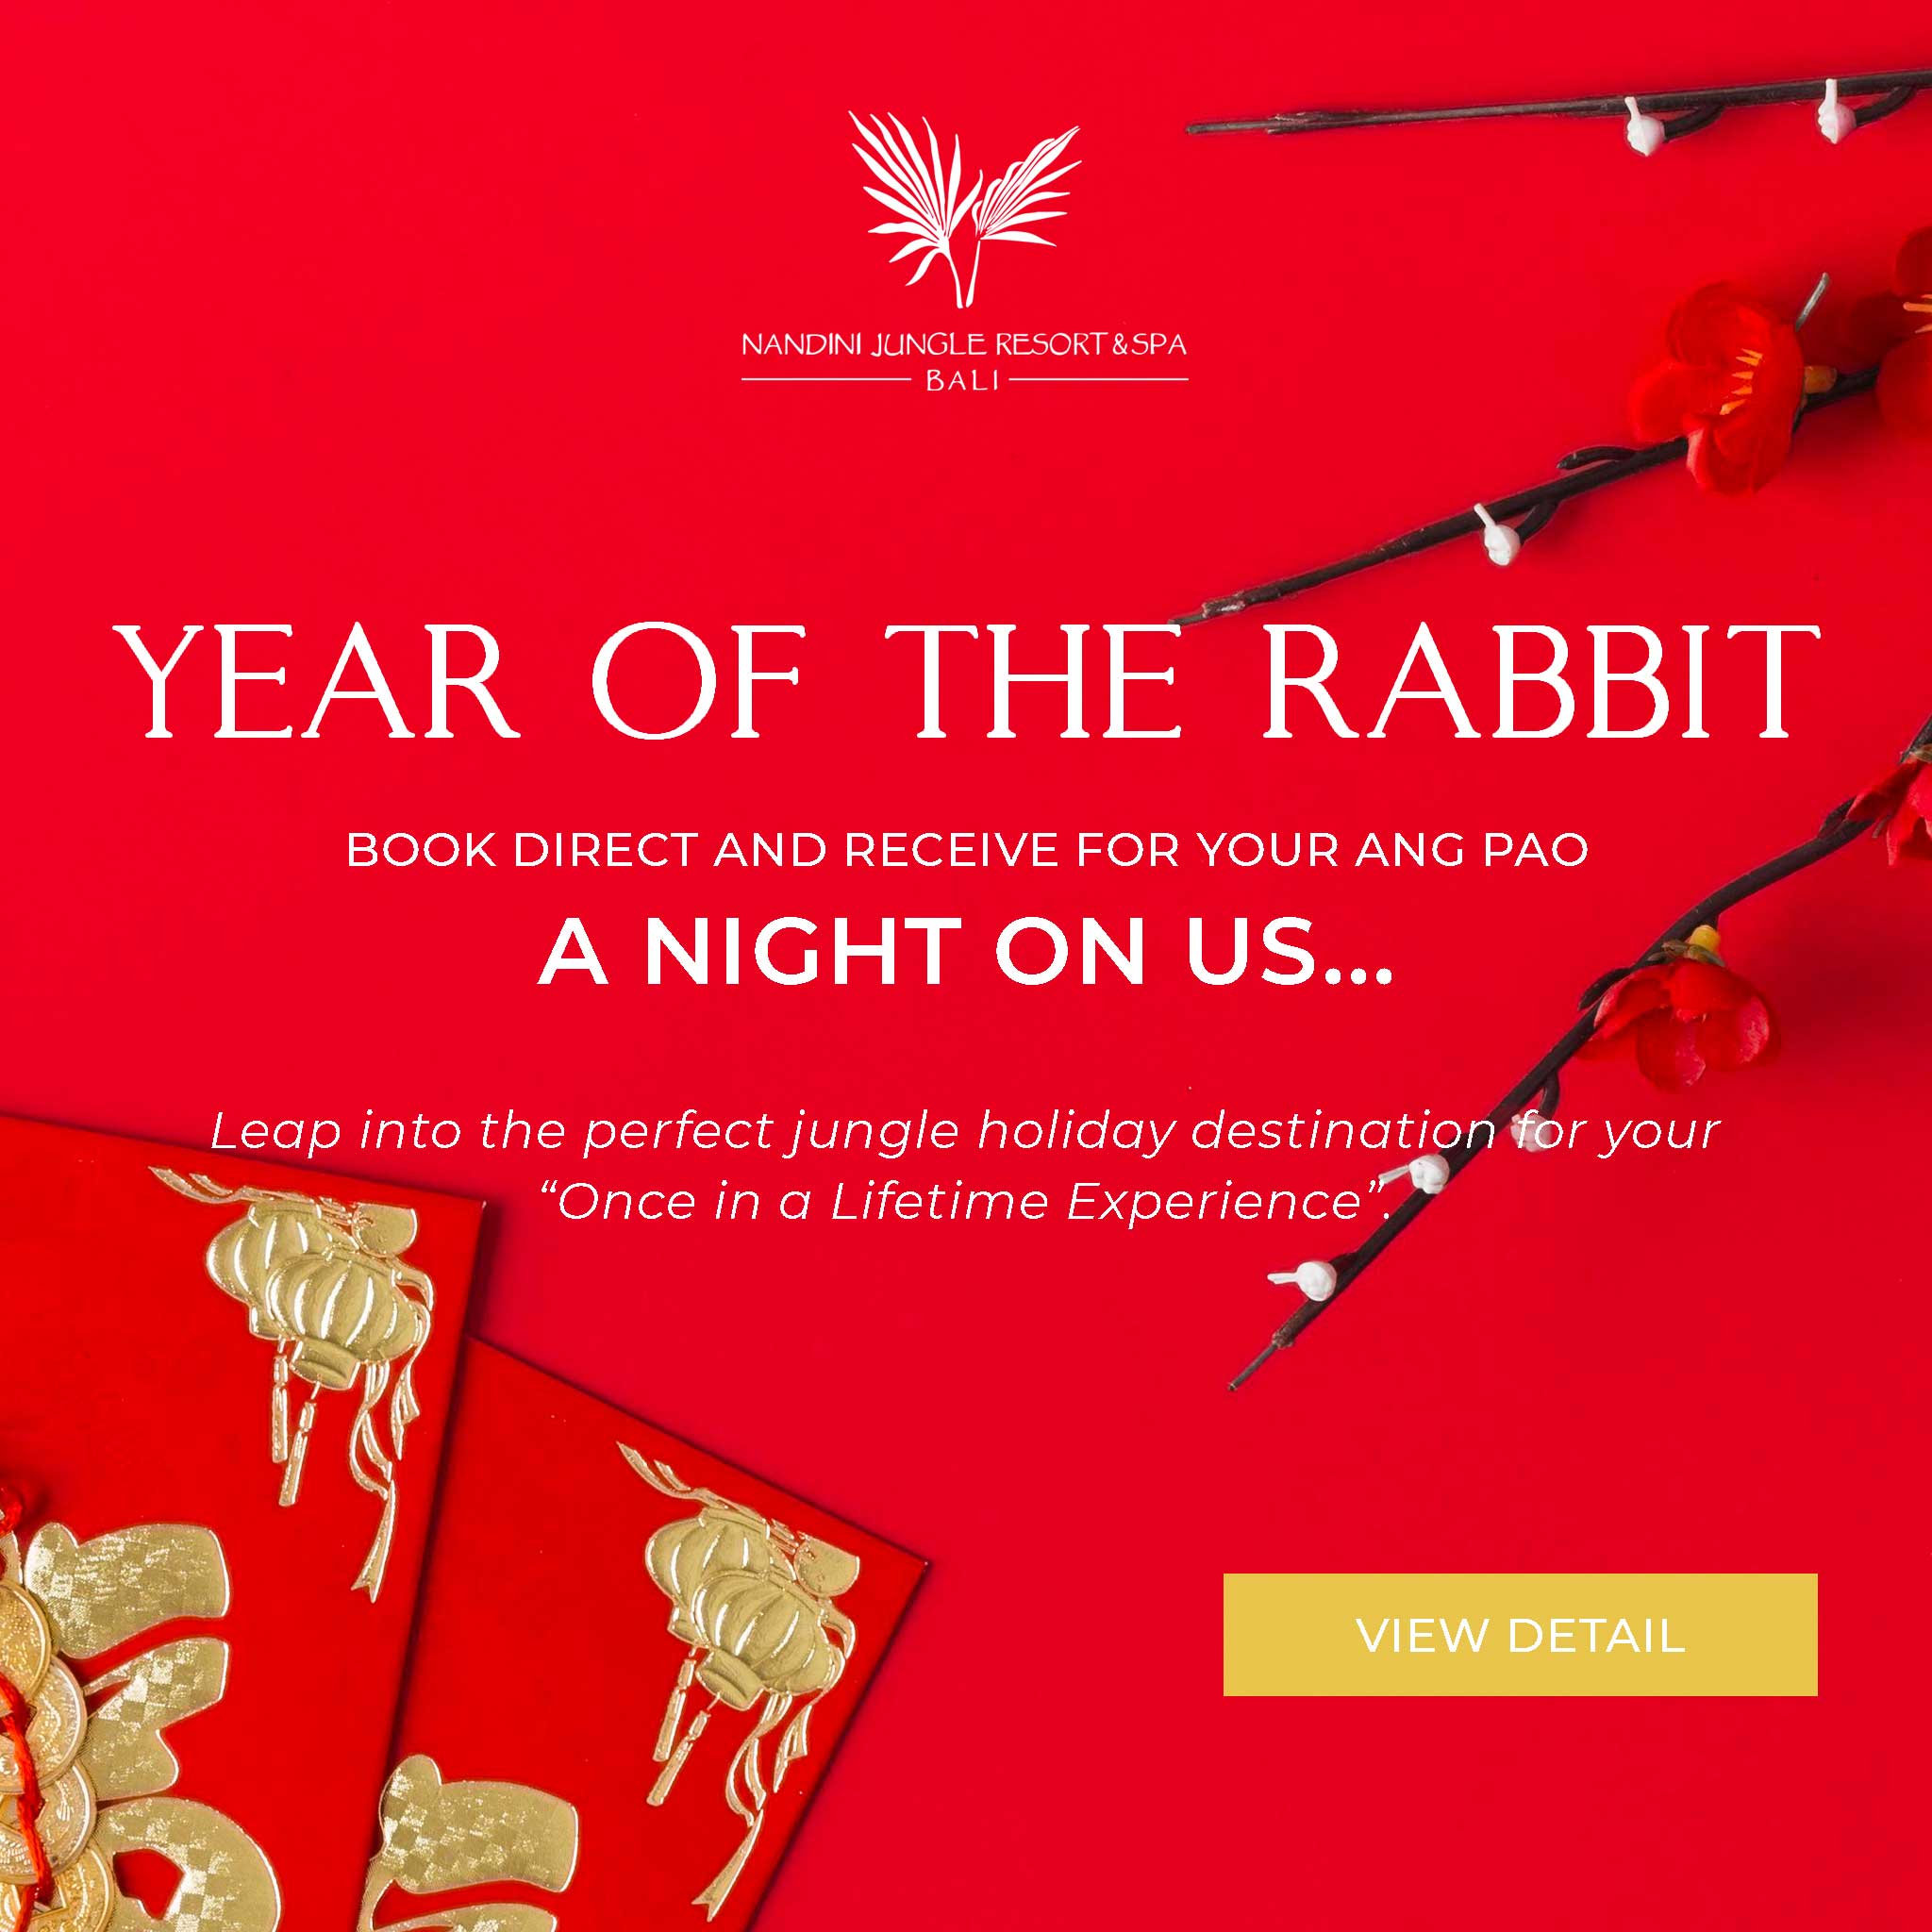 NANDINI JUNGLE RESORT & SPA
BALI
YEAR OF THE RABBIT
BOOK DIRECT AND RECEIVE FOR YOUR ANG PAO
A NIGHT ON US...
Leap into the perfect jungle holiday destination for your
“Once in a Lifetime Experience”.
VIEW DETAIL